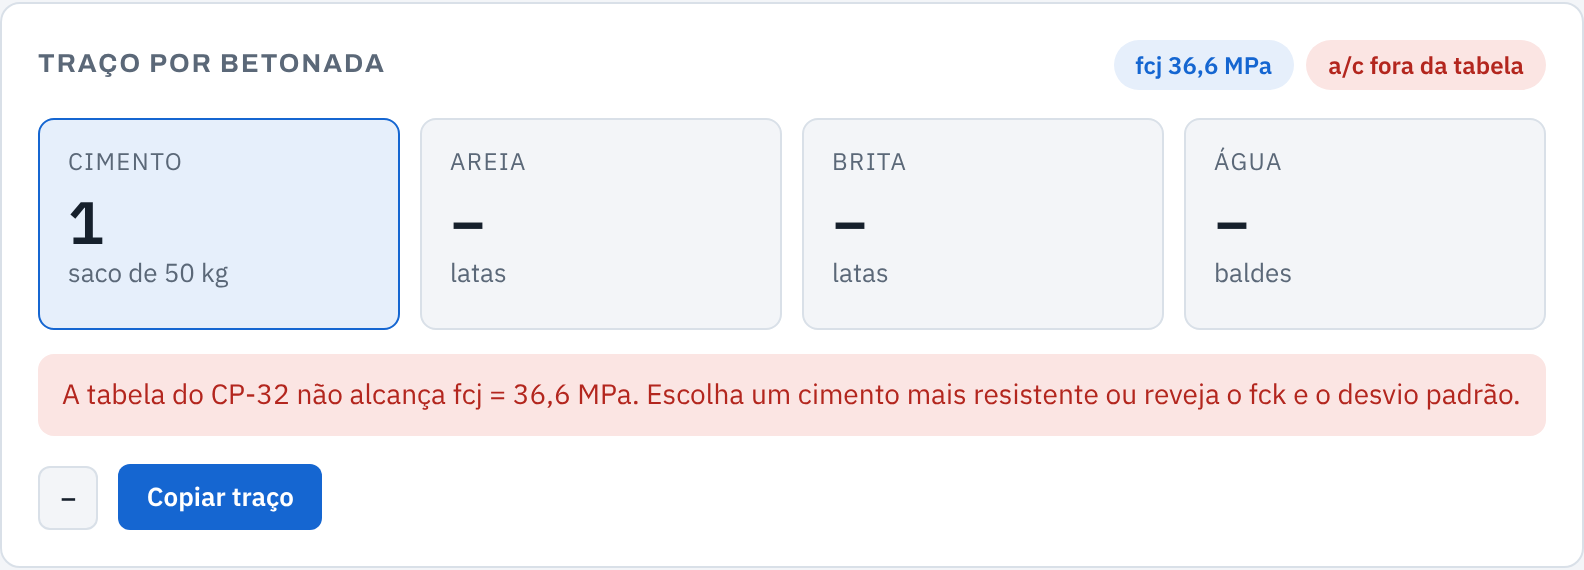 TRAÇO POR BETONADA
fcj 36,6 MPa
a/c fora da tabela
CIMENTO
1
saco de 50 kg
AREIA
–
latas
BRITA
–
latas
ÁGUA
–
baldes
A tabela do CP-32 não alcança fcj = 36,6 MPa. Escolha um cimento mais resistente ou reveja o fck e o desvio padrão.
–
Copiar traço